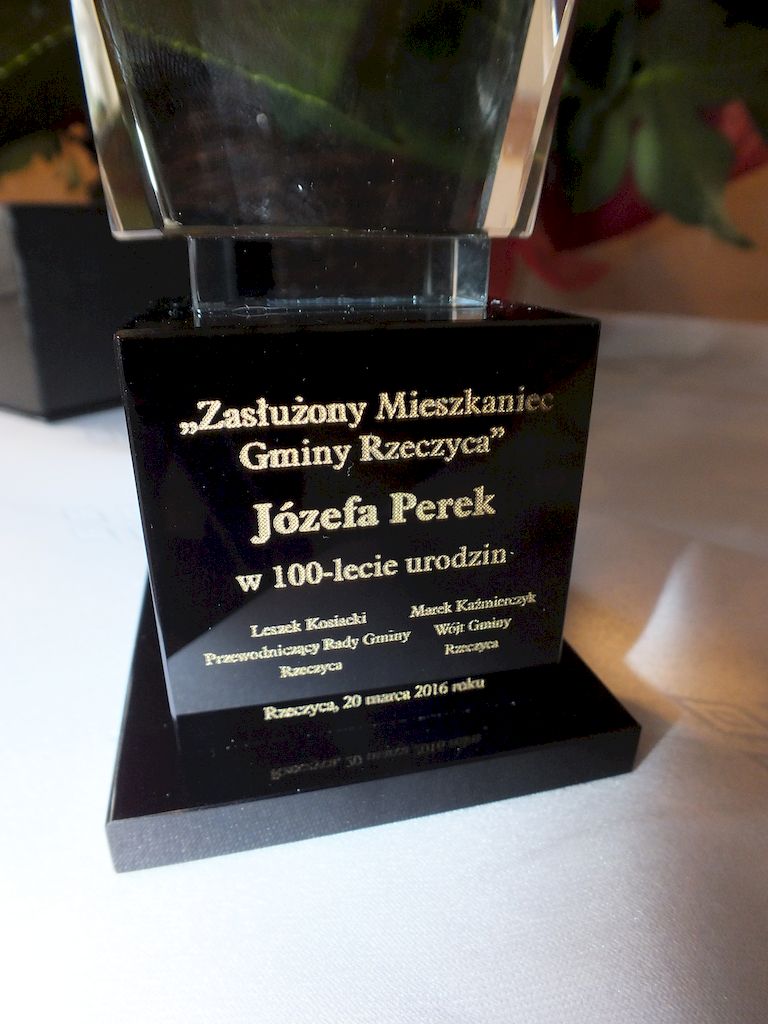 „Zasłużony Mieszkaniec
Gminy Rzeczyca”
Józefa Perek
w 100-lecie urodzin
Leszek Kosiacki
Przewodniczący Rady Gminy
Rzeczyca
Marek Kaźmierczyk
Wójt Gminy
Rzeczyca
Rzeczyca, 20 marca 2016 roku